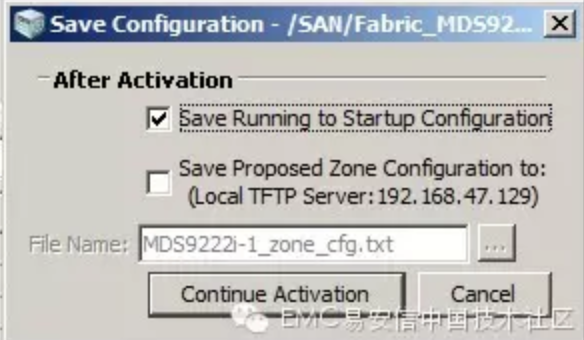 Save Configuration - /SAN/Fabric_MDS92...
After Activation
Save Running to Startup Configuration
Save Proposed Zone Configuration to:
(Local TFTP Server:192.168.47.129)
File Name: MDS9222i-1_zone_cfg.txt ...
Continue Activation Cancel
EMC易安信中国技术社区